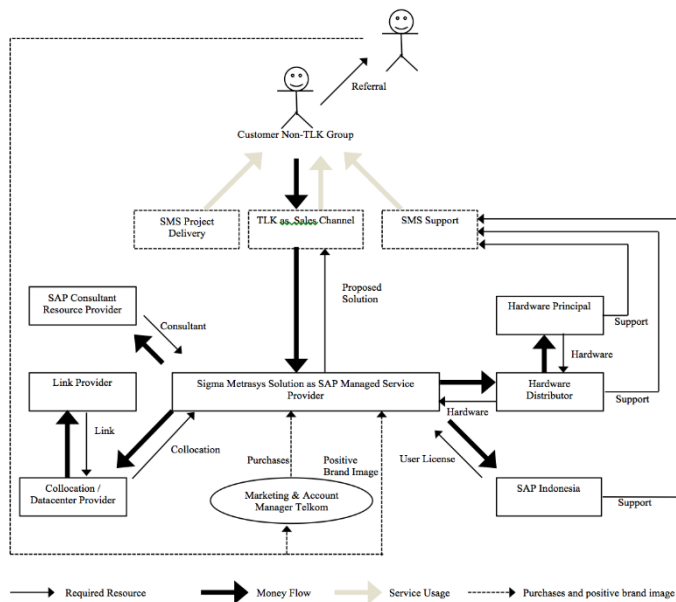 Referral
Customer Non-TLK Group
SMS Project
Delivery
TLK as Sales Channel
SMS Support
Proposed
Solution
SAP Consultant
Resource Provider
Consultant
Hardware Principal
Support
Hardware
Link Provider
Sigma Metrasys Solution as SAP Managed Service
Provider
Hardware
Distributor
Link
Hardware
Support
Collocation
User License
Purchases
Positive
Brand Image
Collocation /
Datacenter Provider
Marketing & Account
Manager Telkom
SAP Indonesia
Support
Required Resource
Money Flow
Service Usage
Purchases and positive brand image